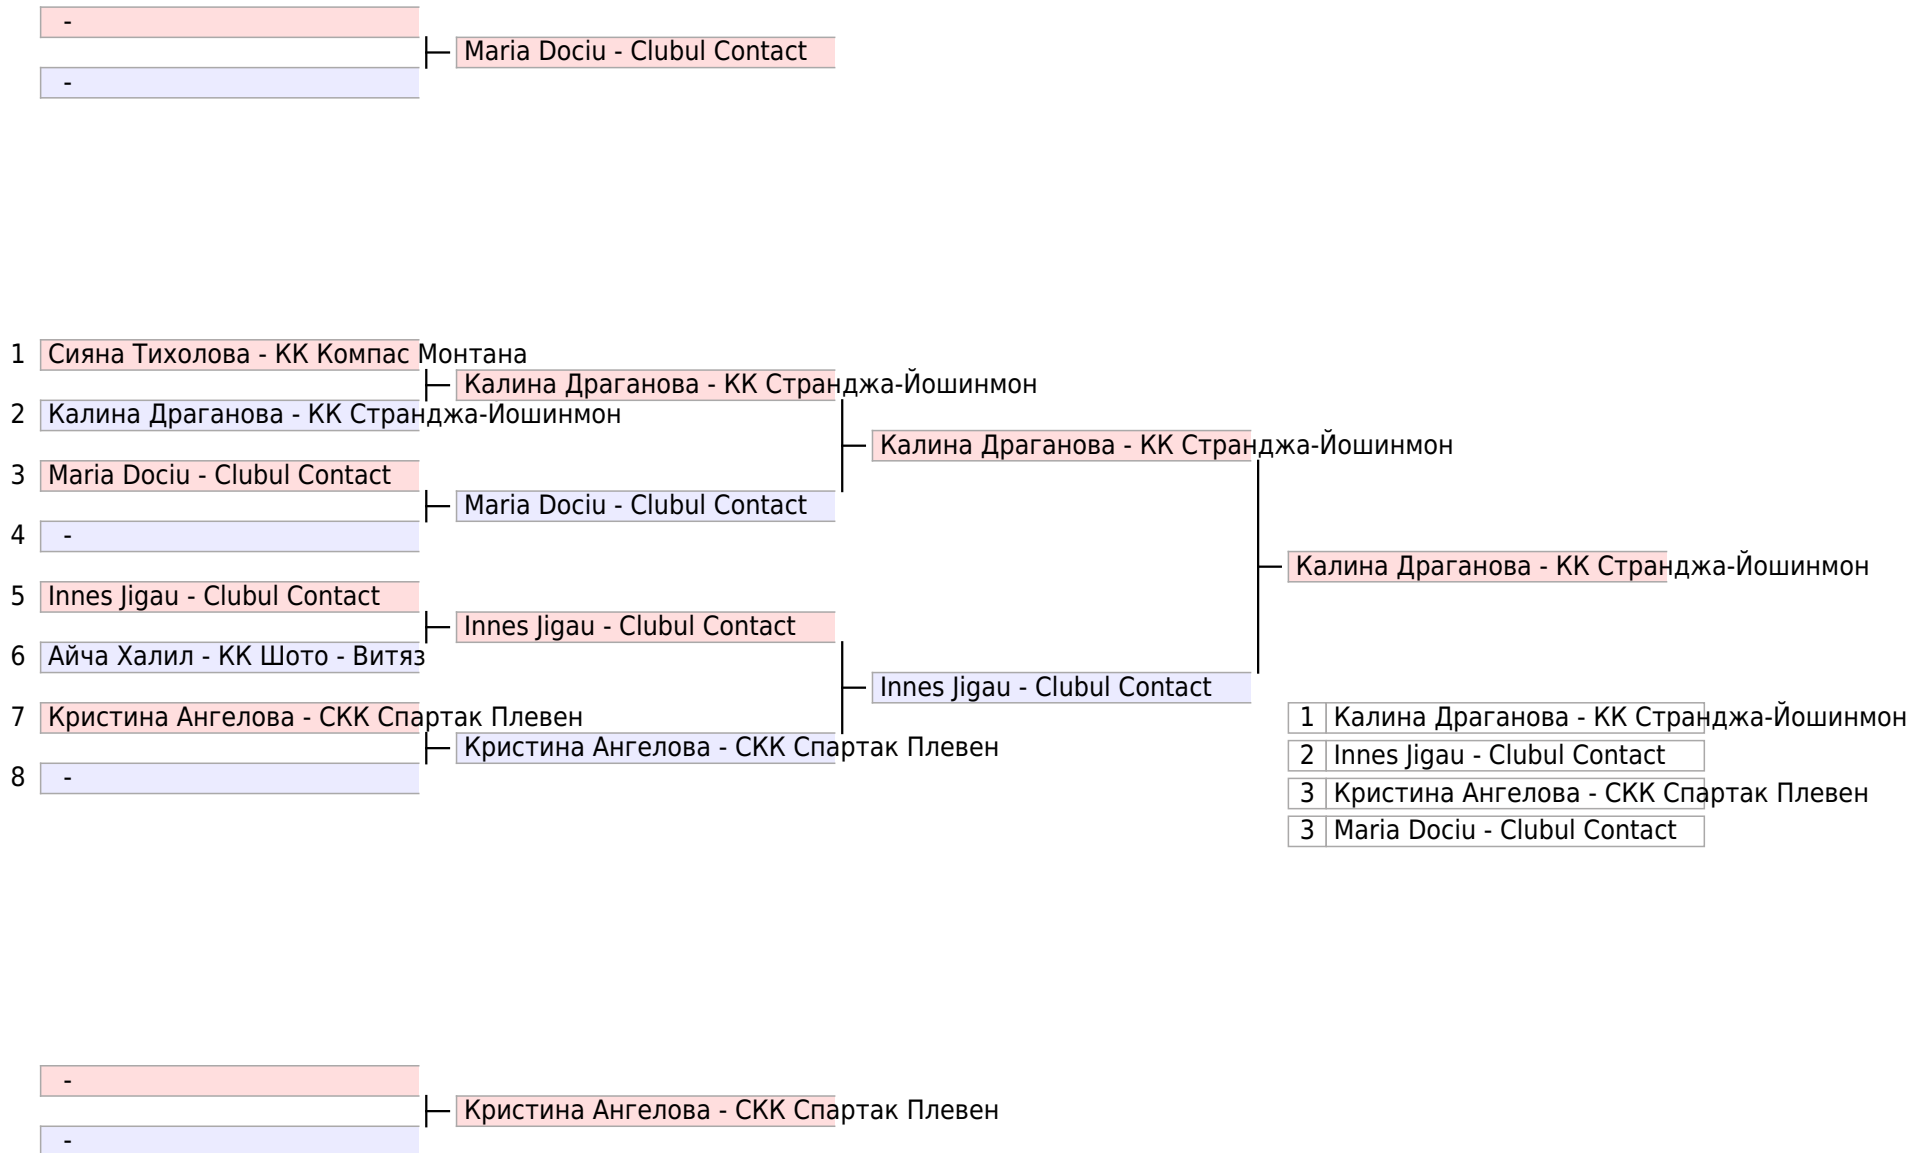 -
Maria Dociu - Clubul Contact
-
1 Сияна Тихолова - КК Компас Монтана
Калина Драганова - КК Странджа-Йошинмон
2 Калина Драганова - КК Странджа-Йошинмон
Калина Драганова - КК Странджа-Йошинмон
3 Maria Dociu - Clubul Contact
Maria Dociu - Clubul Contact
4 -
Калина Драганова - КК Странджа-Йошинмон
5 Innes Jigau - Clubul Contact
Innes Jigau - Clubul Contact
6 Айча Халил - КК Шото - Витяз
Innes Jigau - Clubul Contact
7 Кристина Ангелова - СКК Спартак Плевен
Кристина Ангелова - СКК Спартак Плевен
8 -
1 Калина Драганова - КК Странджа-Йошинмон
2 Innes Jigau - Clubul Contact
3 Кристина Ангелова - СКК Спартак Плевен
3 Maria Dociu - Clubul Contact
-
Кристина Ангелова - СКК Спартак Плевен
-